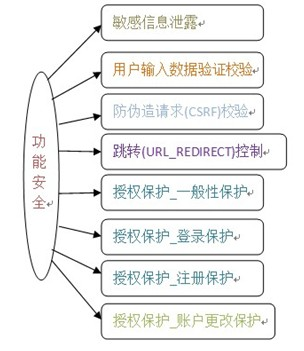 敏感信息泄露
用户输入数据验证校验
防伪造请求(CSRF)校验
跳转(URL_REDIRECT)控制
功能安全
授权保护_一般性保护
授权保护_登录保护
授权保护_注册保护
授权保护_账户更改保护